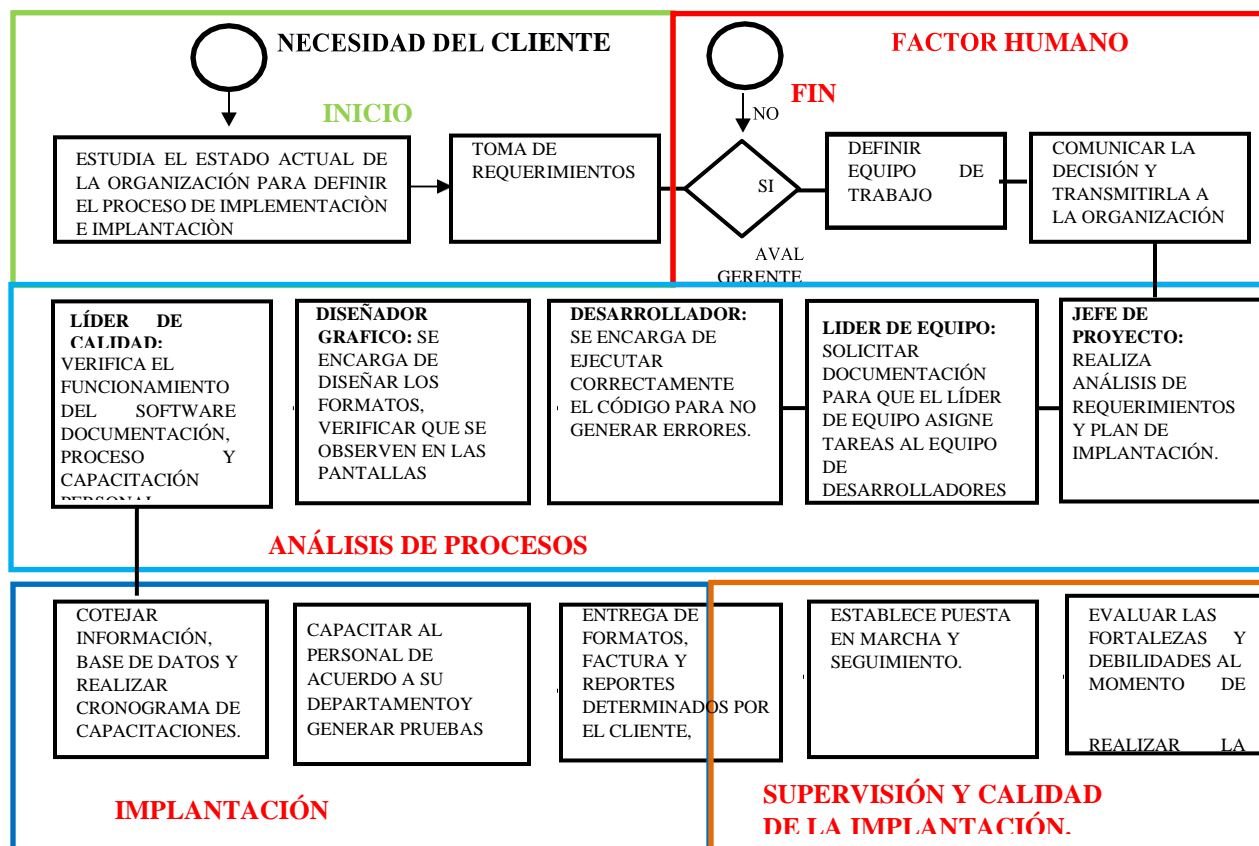 NECESIDAD DEL CLIENTE
INICIO
ESTUDIA EL ESTADO ACTUAL DE
LA ORGANIZACIÓN PARA DEFINIR
EL PROCESO DE IMPLEMENTACIÒN
E IMPLANTACIÒN
TOMA DE
REQUERIMIENTOS
FACTOR HUMANO
FIN
NO
SI
AVAL
GERENTE
DEFINIR
EQUIPO DE
TRABAJO
COMUNICAR LA
DECISIÓN Y
TRANSMITIRLA A
LA ORGANIZACIÓN
LÍDER DE
CALIDAD:
VERIFICA EL
FUNCIONAMIENTO
DEL SOFTWARE
DOCUMENTACIÓN,
PROCESO Y
CAPACITACIÓN
PERSONAL
DISEÑADOR
GRAFICO: SE
ENCARGA DE
DISEÑAR LOS
FORMATOS,
VERIFICAR QUE SE
OBSERVEN EN LAS
PANTALLAS
DESARROLLADOR:
SE ENCARGA DE
EJECUTAR
CORRECTAMENTE
EL CÓDIGO PARA NO
GENERAR ERRORES.
LIDER DE EQUIPO:
SOLICITAR
DOCUMENTACIÓN
PARA QUE EL LÍDER
DE EQUIPO ASIGNE
TAREAS AL EQUIPO
DE
DESARROLLADORES
JEFE DE
PROYECTO:
REALIZA
ANÁLISIS DE
REQUERIMIENTOS
Y PLAN DE
IMPLANTACIÓN.
ANÁLISIS DE PROCESOS
COTEJAR
INFORMACIÓN,
BASE DE DATOS Y
REALIZAR
CRONOGRAMA DE
CAPACITACIONES.
CAPACITAR AL
PERSONAL DE
ACUERDO A SU
DEPARTAMENTOY
GENERAR PRUEBAS
ENTREGA DE
FORMATOS,
FACTURA Y
REPORTES
DETERMINADOS POR
EL CLIENTE,
ESTABLECE PUESTA
EN MARCHA Y
SEGUIMIENTO.
EVALUAR LAS
FORTALEZAS Y
DEBILIDADES AL
MOMENTO DE
REALIZAR LA
IMPLANTACIÓN
SUPERVISIÓN Y CALIDAD
DE LA IMPLANTACIÓN.